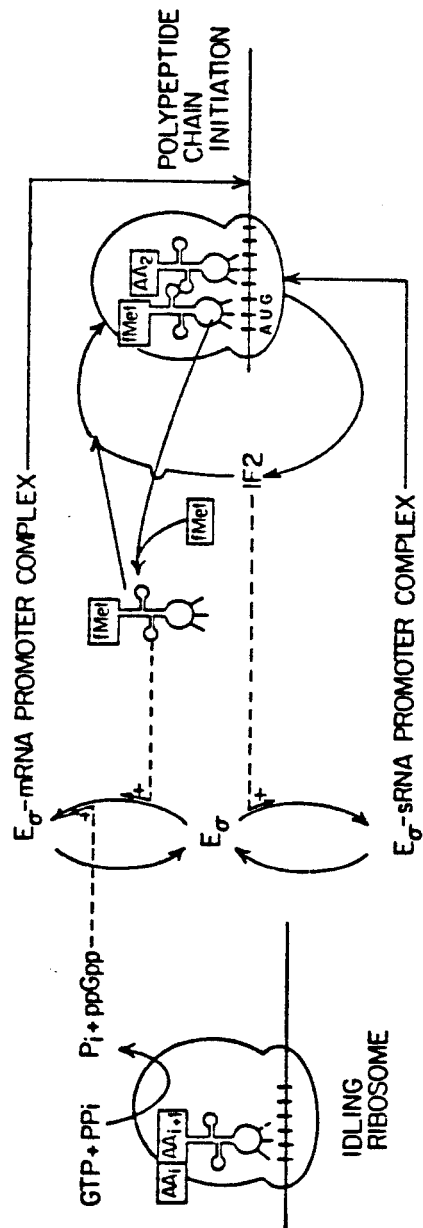 Eσ-mRNA PROMOTER COMPLEX
GTP+PPi
Pi+ppGpp
fMet
fMet
fMet
AA2
POLYPEPTIDE
CHAIN
INITIATION
Eσ
IF2
AUG
AAi
AAi+1
IDLING
RIBOSOME
Eσ-sRNA PROMOTER COMPLEX
+
+
+